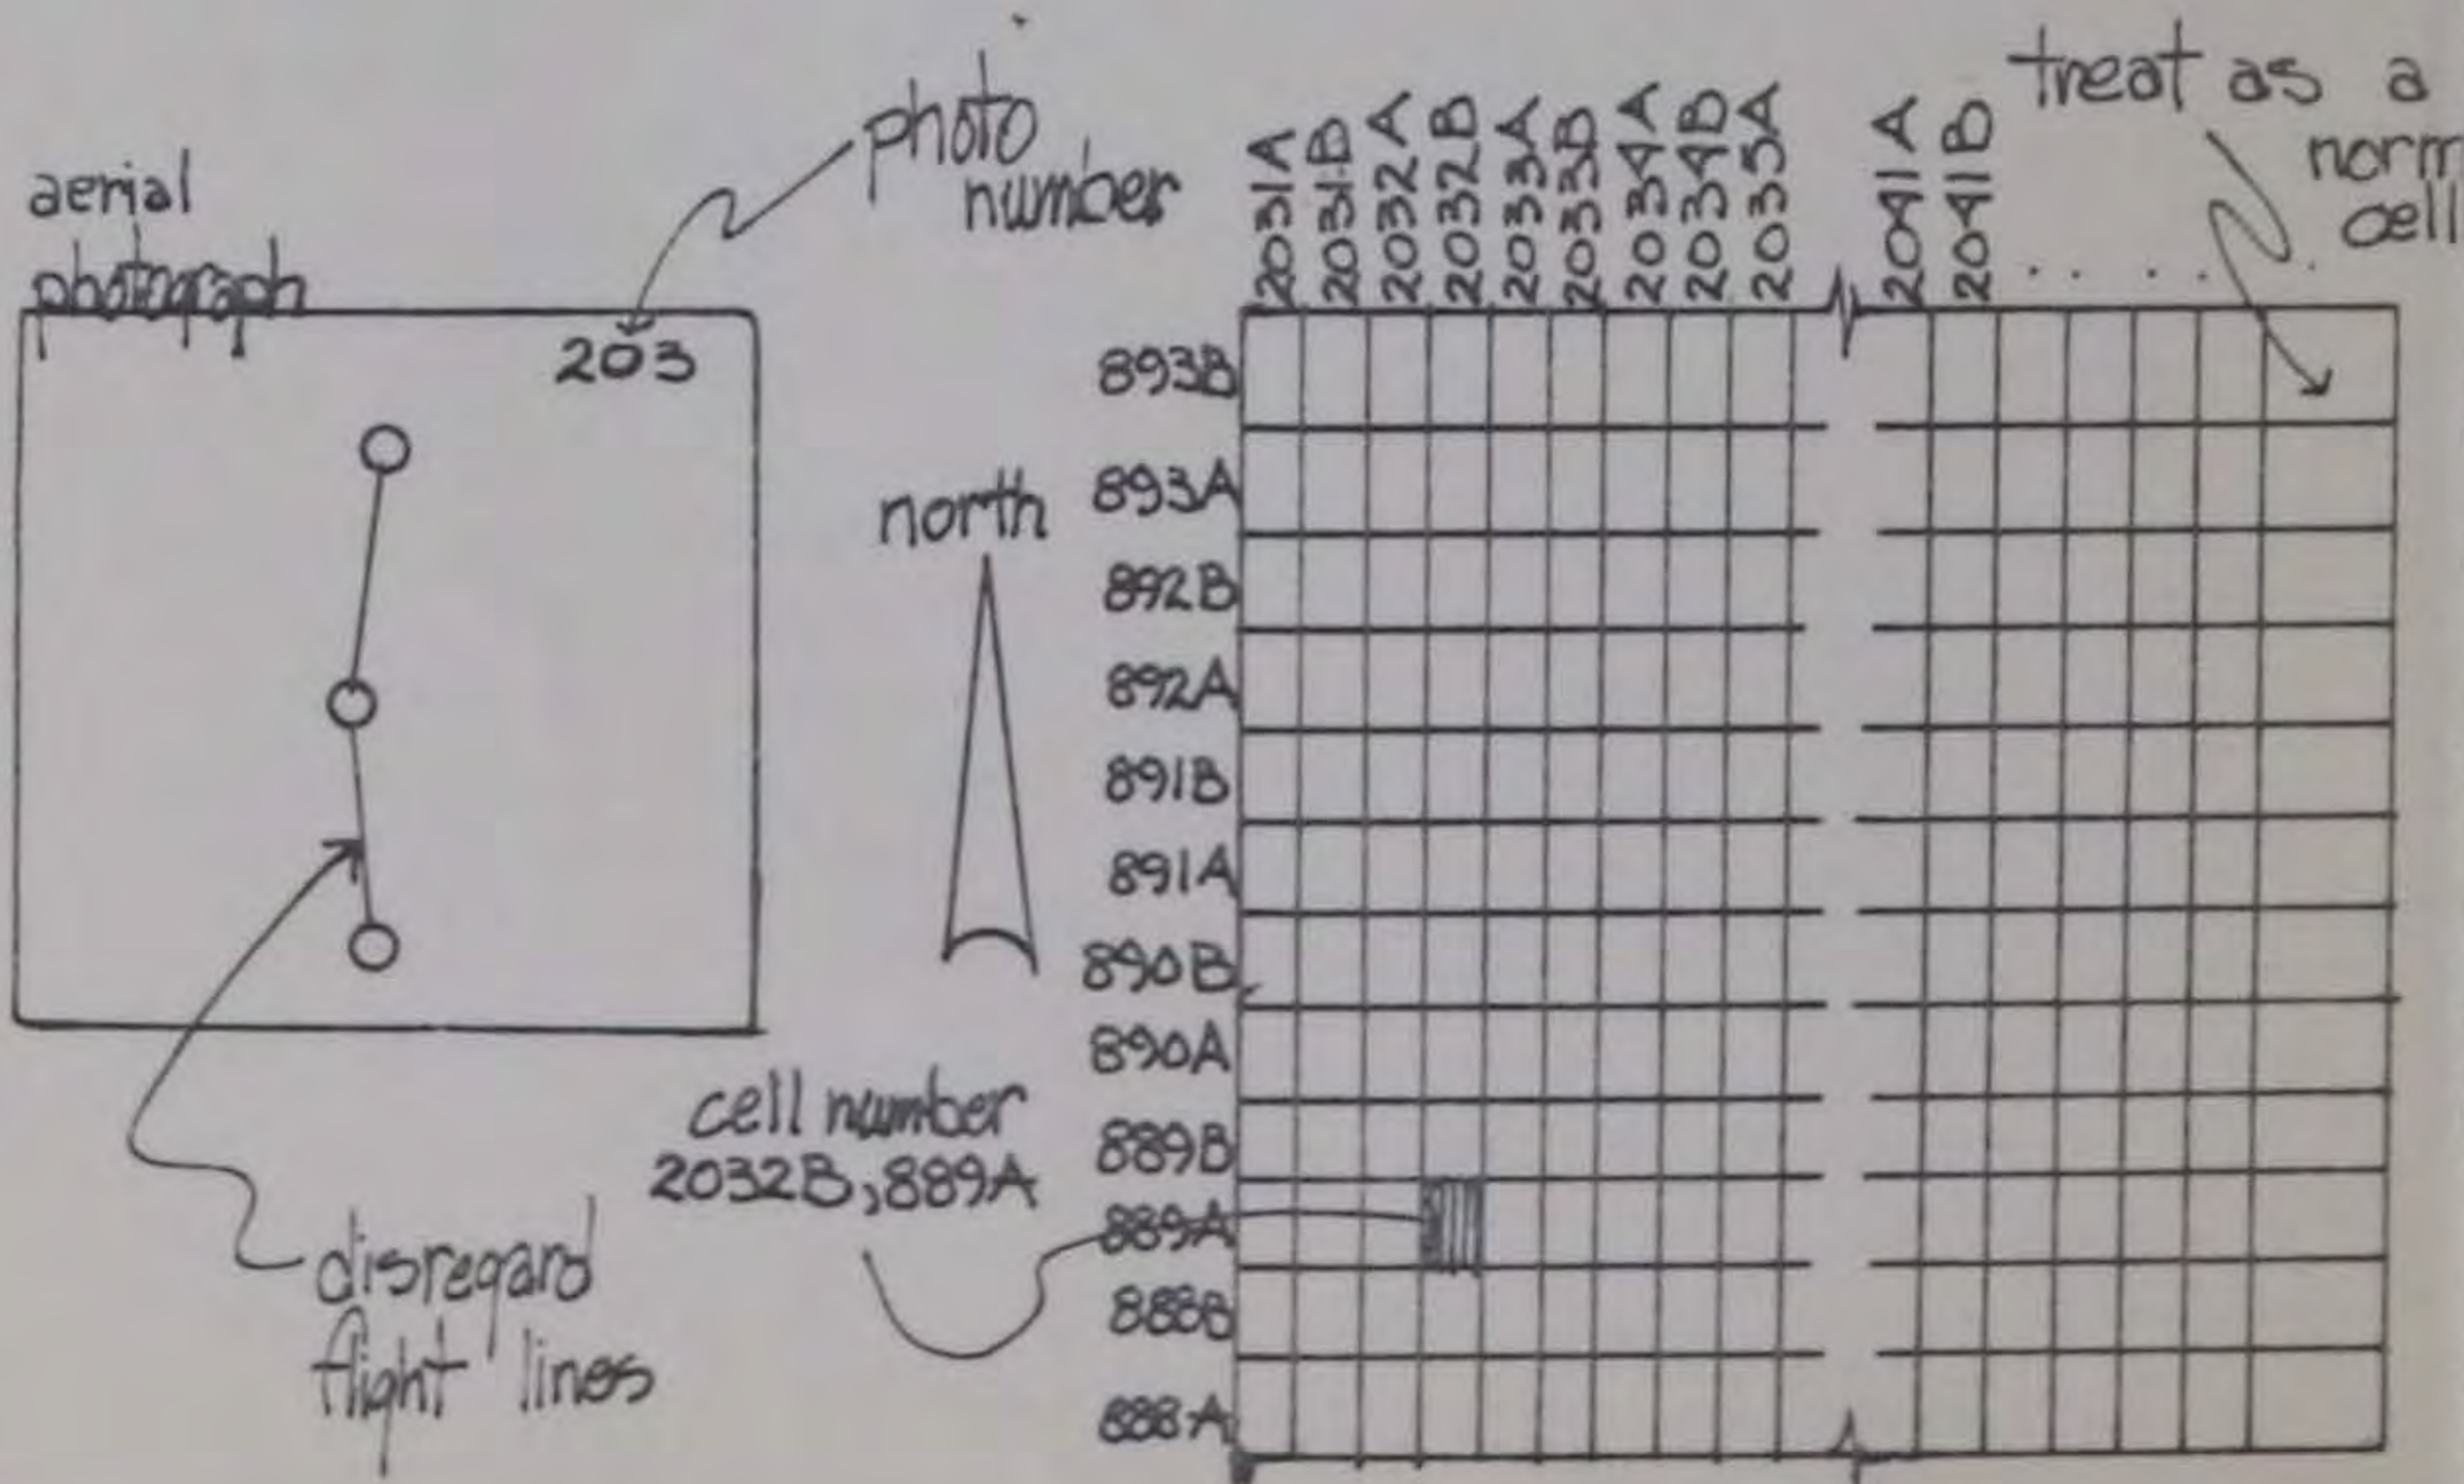 aerial
photograph
photo
number
203
2031A
2031B
2032A
2032B
2033A
2033B
2034A
2034B
2035A
2041A
2041B
. . . . .
treat as a
norm
cell
893B
893A
north
892B
892A
891B
891A
890B
890A
cell number
2032B,889A
889B
889A
888B
888A
disregard
flight lines